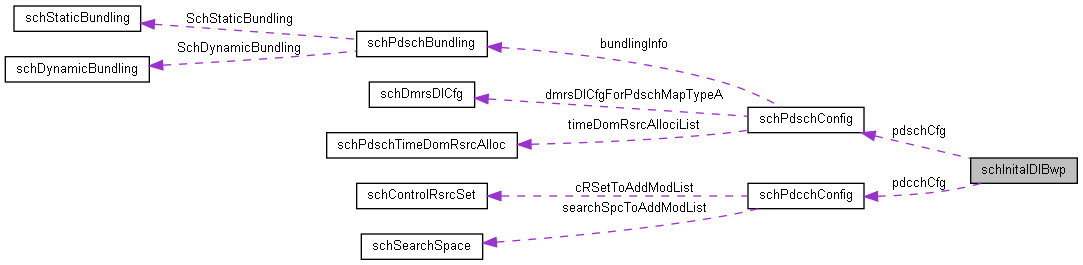 schStaticBundling
SchStaticBundling
schDynamicBundling
SchDynamicBundling
schPdschBundling
bundlingInfo
schDmrsDlCfg
dmrsDlCfgForPdschMapTypeA
schPdschConfig
timeDomRsrcAllociList
schPdschTimeDomRsrcAlloc
pdschCfg
schInitalDlBwp
pdcchCfg
schControlRsrcSet
cRSetToAddModList
schPdcchConfig
searchSpcToAddModList
schSearchSpace